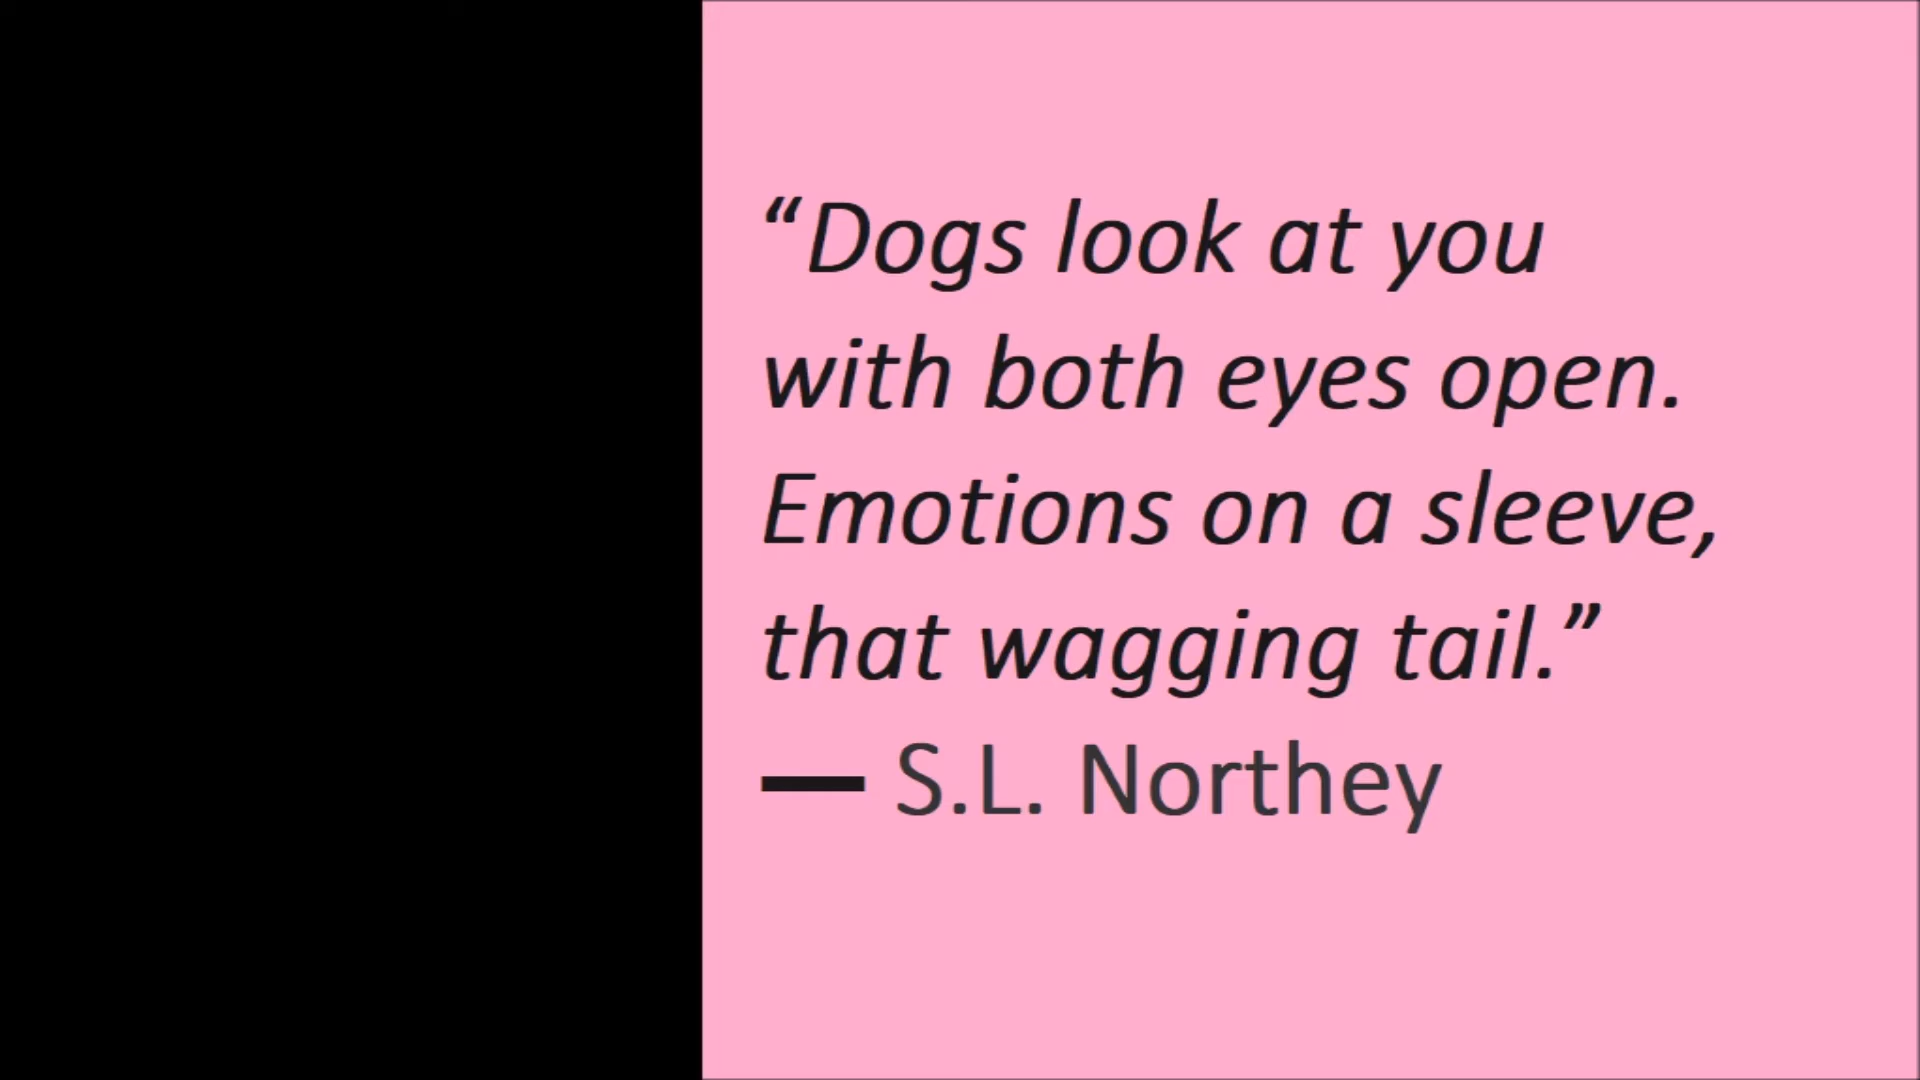 “Dogs look at you
with both eyes open.
Emotions on a sleeve,
that wagging tail.”
— S.L. Northey